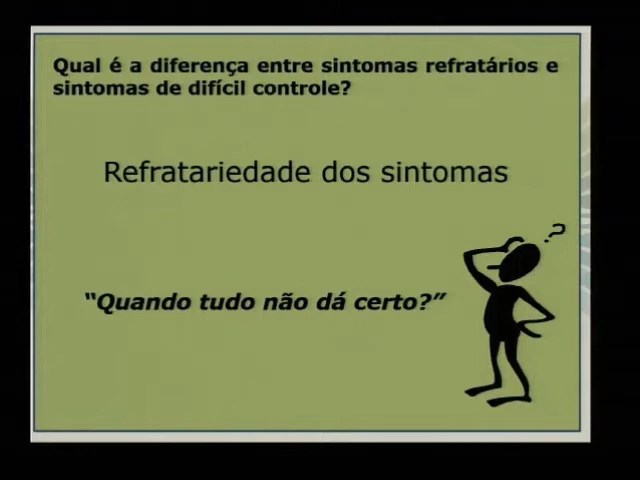 Qual é a diferença entre sintomas refratários e
sintomas de difícil controle?
Refratariedade dos sintomas
?
“Quando tudo não dá certo?”